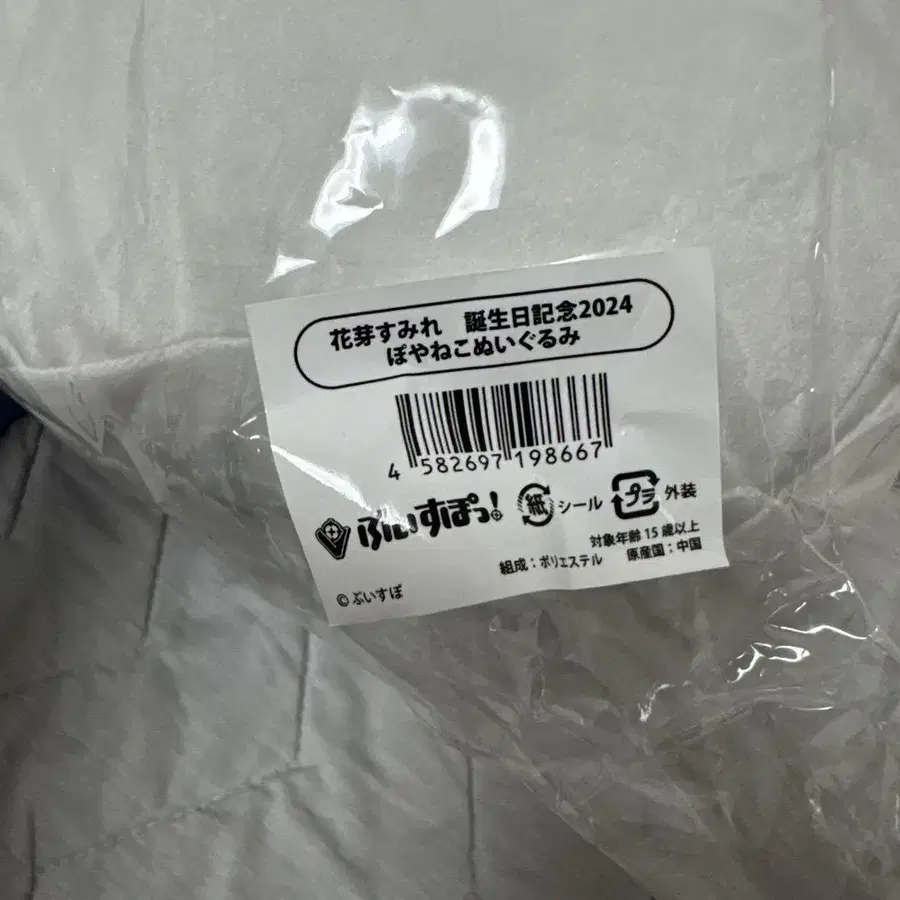 花芽すみれ 誕生日記念2024
ぽやねこぬいぐるみ
4 582697 198667
ぶいすぽっ! 紙 シール プラ 外装
対象年齢15歳以上
組成：ポリエステル 原産国：中国
©ぶいすぽ